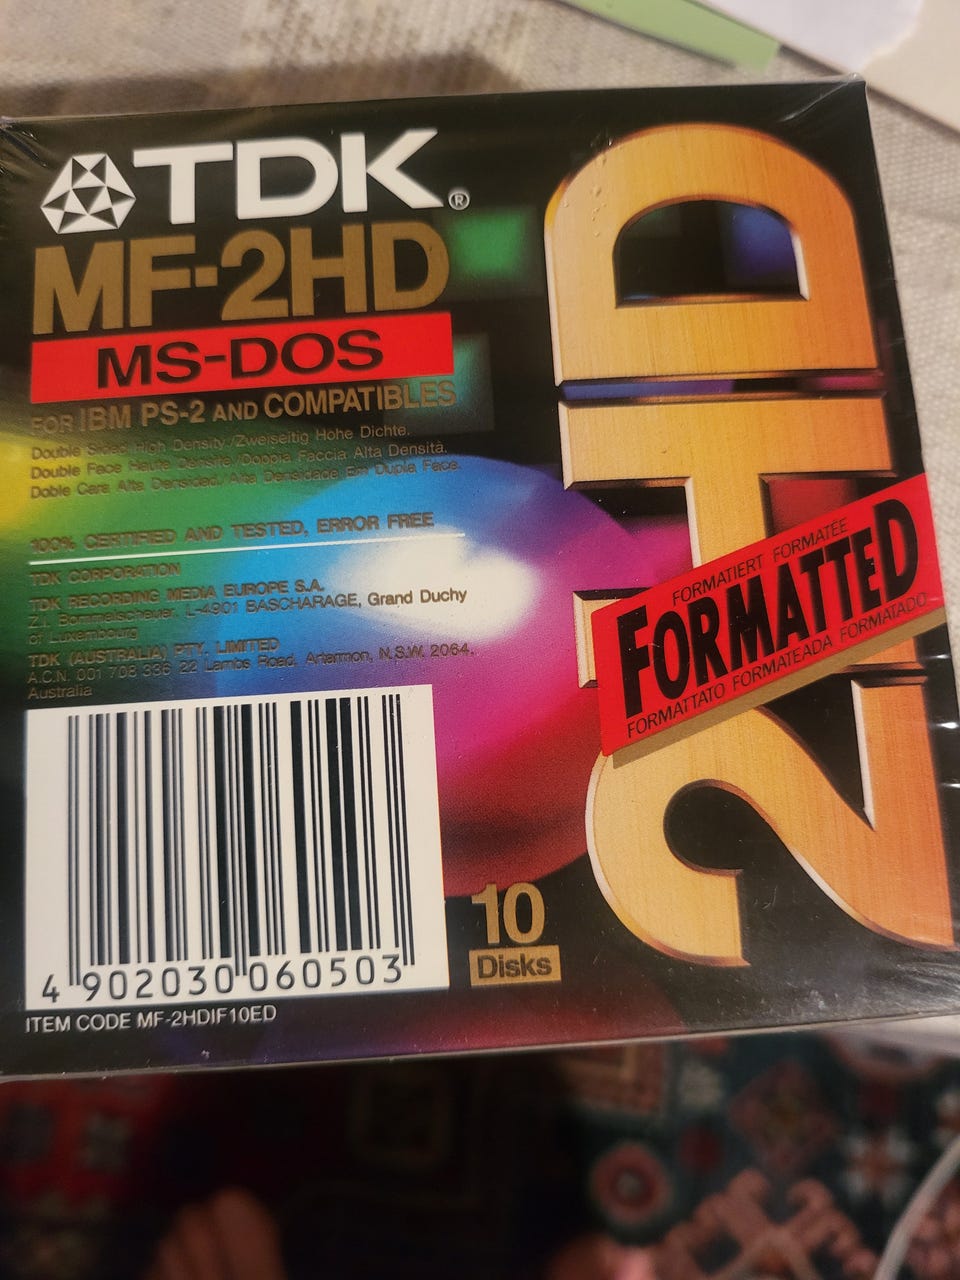 TDK®
MF-2HD
MS-DOS
FOR IBM PS-2 AND COMPATIBLES
Double Sided High Density./Zweiseitig Hohe Dichte.
Double Face Haute Densité/Doppia Faccia Alta Densità.
Doble Cara Alta Densidad./Alta Densidade Em Dupla Face.
100% CERTIFIED AND TESTED, ERROR FREE
TDK CORPORATION
TDK RECORDING MEDIA EUROPE S.A.
Z.I. Bommelscheuer, L-4901 BASCHARAGE, Grand Duchy
of Luxembourg
TDK (AUSTRALIA) PTY. LIMITED
A.C.N. 001 708 336 22 Lambs Road, Artarmon, N.S.W. 2064,
Australia
4 902030 060503
ITEM CODE MF-2HDIF10ED
10
Disks
2HD
FORMATIERT FORMATÉE
FORMATTED
FORMATTATO FORMATEADA FORMATADO